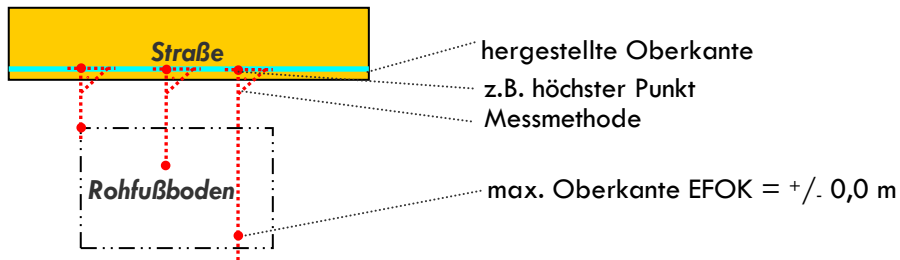 Straße
hergestellte Oberkante
z.B. höchster Punkt
Messmethode
Rohfußboden
max. Oberkante EFOK = +/- 0,0 m